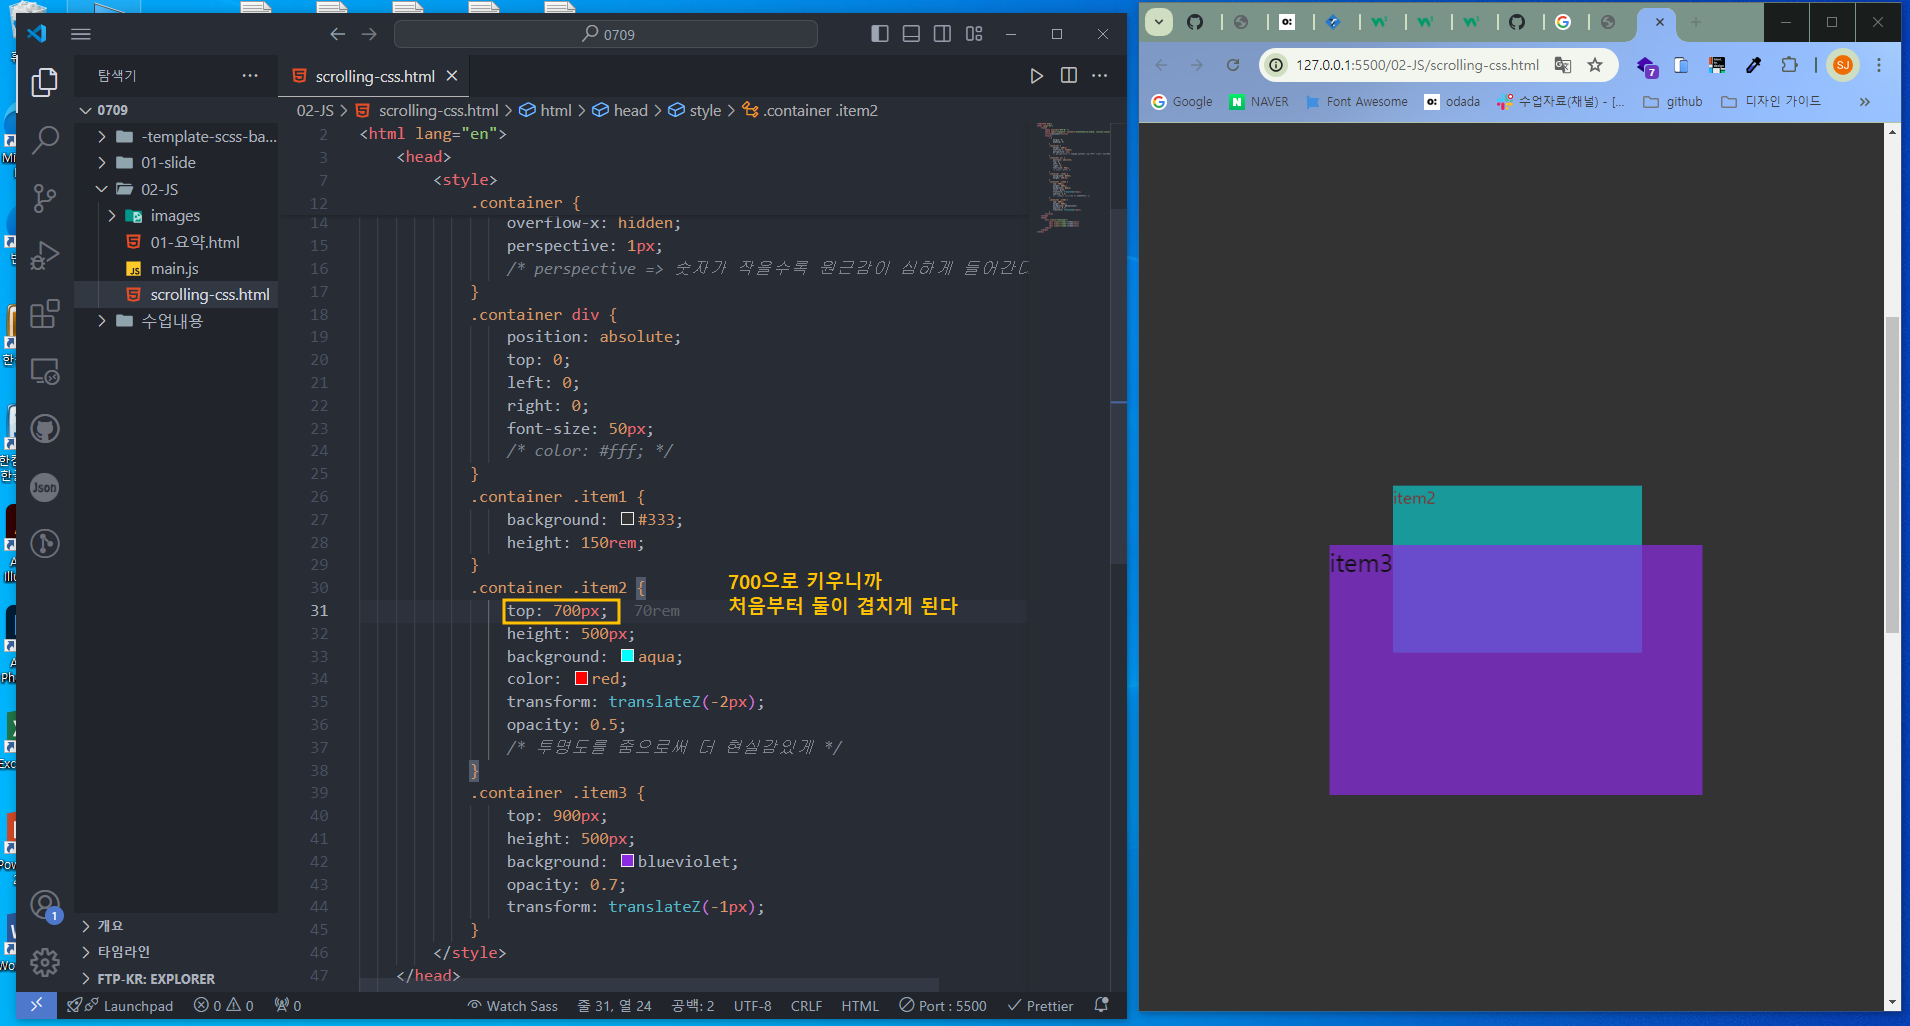 0709
탐색기
scrolling-css.html
0709
-template-scss-ba...
01-slide
02-JS
images
01-요약.html
JS main.js
scrolling-css.html
수업내용
개요
타임라인
FTP-KR: EXPLORER
Json
1
02-JS > scrolling-css.html > html > head > style > .container .item2
2 <html lang="en">
3 <head>
7 <style>
12 .container {
14 overflow-x: hidden;
15 perspective: 1px;
16 /* perspective => 숫자가 작을수록 원근감이 심하게 들어간다
17 }
18 .container div {
19 position: absolute;
20 top: 0;
21 left: 0;
22 right: 0;
23 font-size: 50px;
24 /* color: #fff; */
25 }
26 .container .item1 {
27 background: #333;
28 height: 150rem;
29 }
30 .container .item2 {
31 top: 700px; 70rem
32 height: 500px;
33 background: aqua;
34 color: red;
35 transform: translateZ(-2px);
36 opacity: 0.5;
37 /* 투명도를 줌으로써 더 현실감있게 */
38 }
39 .container .item3 {
40 top: 900px;
41 height: 500px;
42 background: blueviolet;
43 opacity: 0.7;
44 transform: translateZ(-1px);
45 }
46 </style>
47 </head>
700으로 키우니까
처음부터 둘이 겹치게 된다
Launchpad 0 0 0 Watch Sass 줄 31, 열 24 공백: 2 UTF-8 CRLF HTML Port : 5500 Prettier
127.0.0.1:5500/02-JS/scrolling-css.html
7
SJ
Google NAVER Font Awesome odada 수업자료(채널) - [... github 디자인 가이드
item2
item3